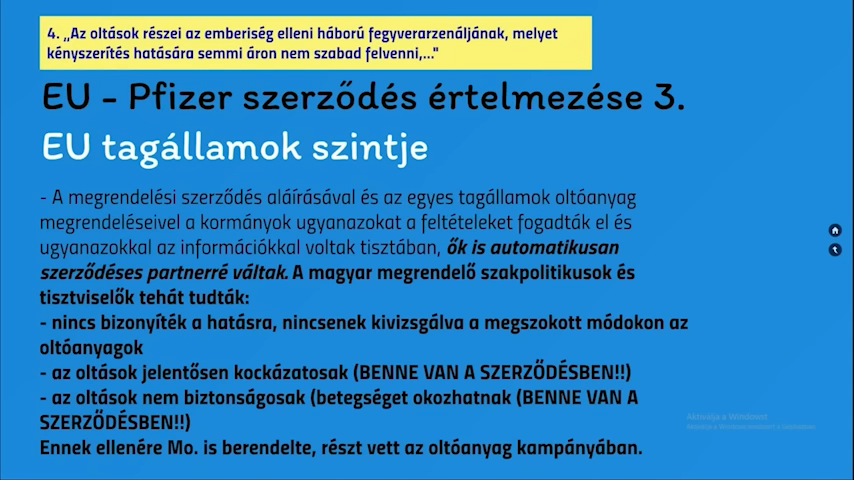 4. „Az oltások részei az emberiség elleni háború fegyverarzenáljának, melyet
kényszerítés hatására semmi áron nem szabad felvenni,..."
EU - Pfizer szerződés értelmezése 3.
EU tagállamok szintje
- A megrendelési szerződés aláírásával és az egyes tagállamok oltóanyag
megrendeléseivel a kormányok ugyanazokat a feltételeket fogadták el és
ugyanazokkal az információkkal voltak tisztában, ők is automatikusan
szerződéses partnerré váltak. A magyar megrendelő szakpolitikusok és
tisztviselők tehát tudták:
- nincs bizonyíték a hatásra, nincsenek kivizsgálva a megszokott módokon az
oltóanyagok
- az oltások jelentősen kockázatosak (BENNE VAN A SZERZŐDÉSBEN!!)
- az oltások nem biztonságosak (betegséget okozhatnak (BENNE VAN A
SZERZŐDÉSBEN!!)
Ennek ellenére Mo. is berendelte, részt vett az oltóanyag kampányában.
Aktiválja a Windowst